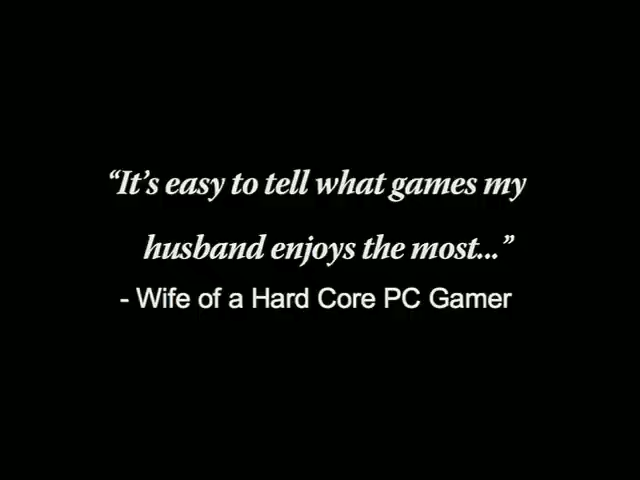 “It’s easy to tell what games my
husband enjoys the most...”
- Wife of a Hard Core PC Gamer